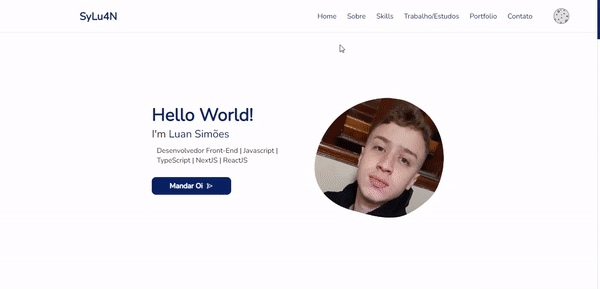 SyLu4N
Home Sobre Skills Trabalho/Estudos Portfolio Contato
Hello World!
I'm Luan Simões
Desenvolvedor Front-End | Javascript |
TypeScript | NextJS | ReactJS
Mandar Oi